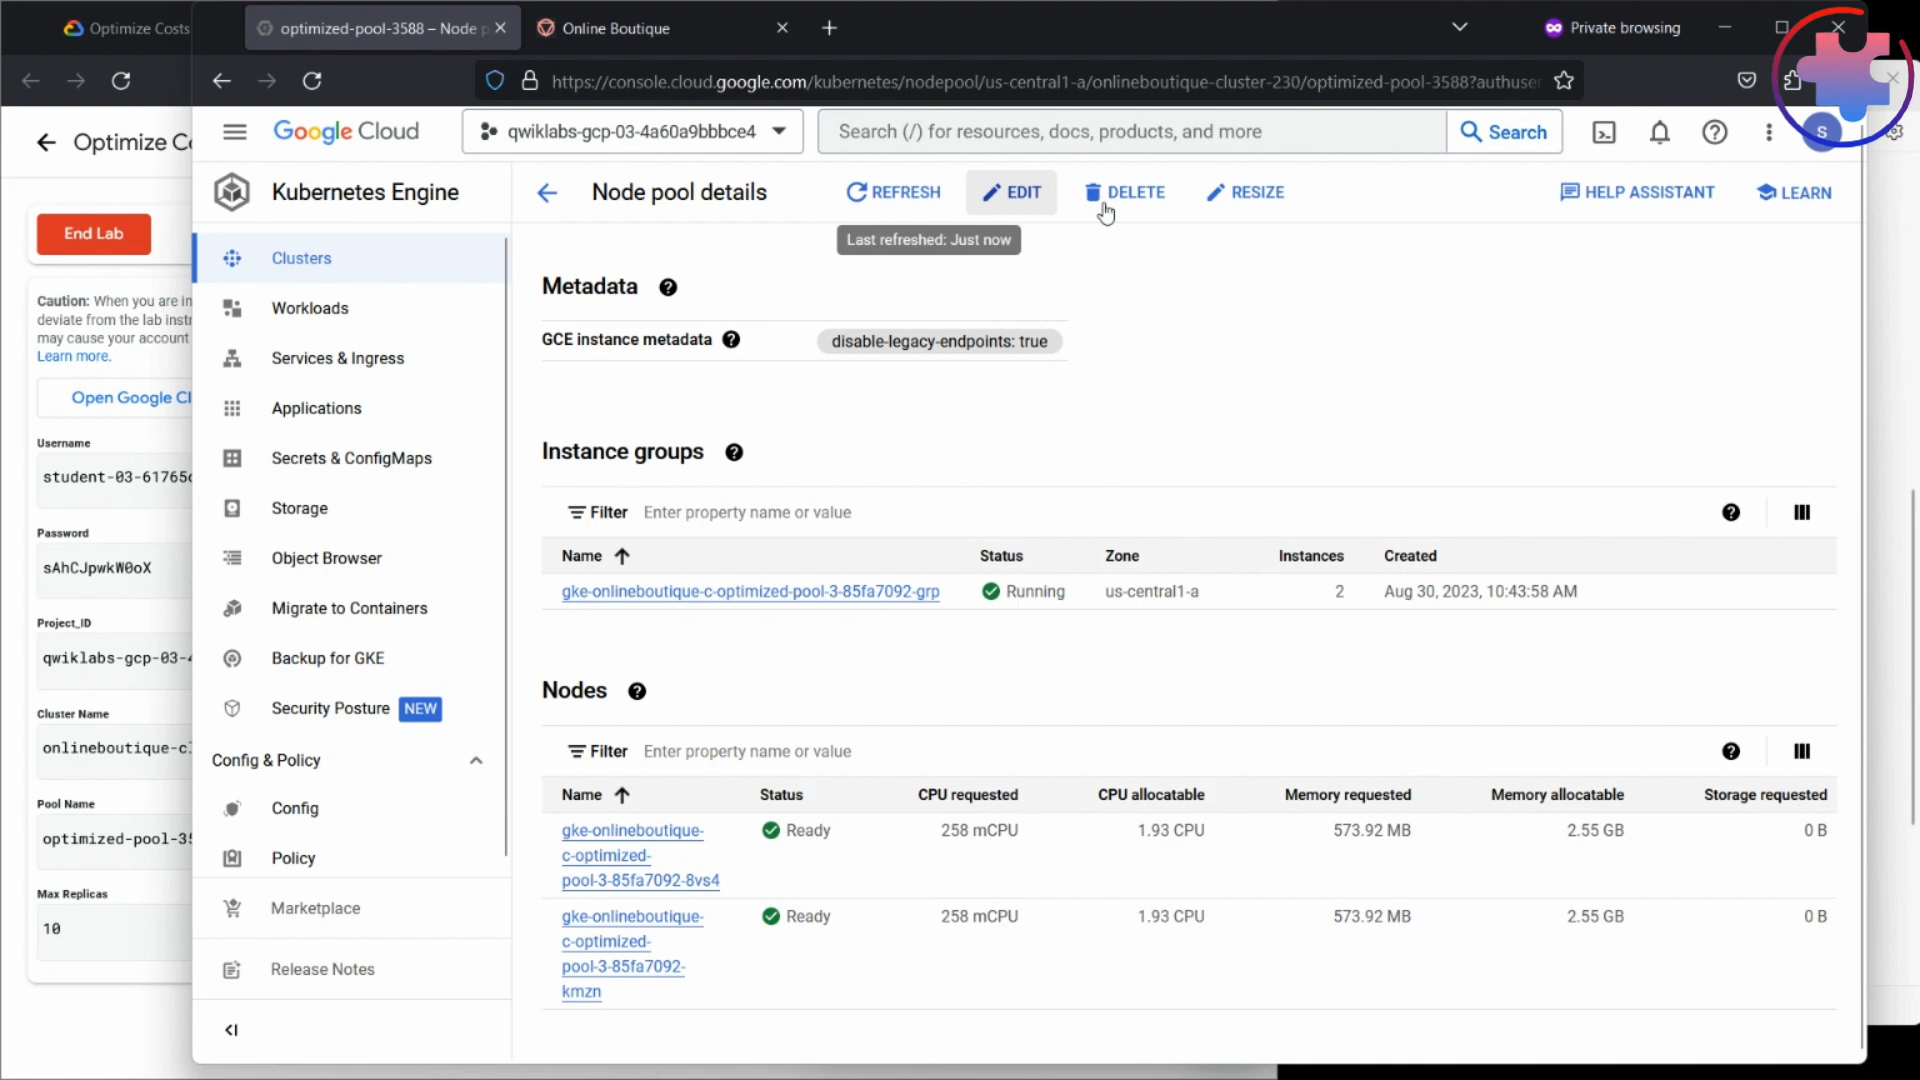 Optimize Costs
optimized-pool-3588 – Node p
Online Boutique
Private browsing
https://console.cloud.google.com/kubernetes/nodepool/us-central1-a/onlineboutique-cluster-230/optimized-pool-3588?authuser
Optimize Co
End Lab
Caution: When you are in
deviate from the lab instr
may cause your account
Learn more.
Open Google Cl
Username
student-03-61765c
Password
sAhCJpwkW0oX
Project_ID
qwiklabs-gcp-03-4
Cluster Name
onlineboutique-cl
Pool Name
optimized-pool-35
Max Replicas
10
Google Cloud
qwiklabs-gcp-03-4a60a9bbbce4
Search (/) for resources, docs, products, and more
Search
S
Kubernetes Engine
Clusters
Workloads
Services & Ingress
Applications
Secrets & ConfigMaps
Storage
Object Browser
Migrate to Containers
Backup for GKE
Security Posture NEW
Config & Policy
Config
Policy
Marketplace
Release Notes
Node pool details
REFRESH
EDIT
DELETE
RESIZE
HELP ASSISTANT
LEARN
Last refreshed: Just now
Metadata
GCE instance metadata disable-legacy-endpoints: true
Instance groups
Filter Enter property name or value
Name Status Zone Instances Created
gke-onlineboutique-c-optimized-pool-3-85fa7092-grp Running us-central1-a 2 Aug 30, 2023, 10:43:58 AM
Nodes
Filter Enter property name or value
Name Status CPU requested CPU allocatable Memory requested Memory allocatable Storage requested
gke-onlineboutique- Ready 258 mCPU 1.93 CPU 573.92 MB 2.55 GB 0 B
c-optimized-
pool-3-85fa7092-8vs4
gke-onlineboutique- Ready 258 mCPU 1.93 CPU 573.92 MB 2.55 GB 0 B
c-optimized-
pool-3-85fa7092-
kmzn